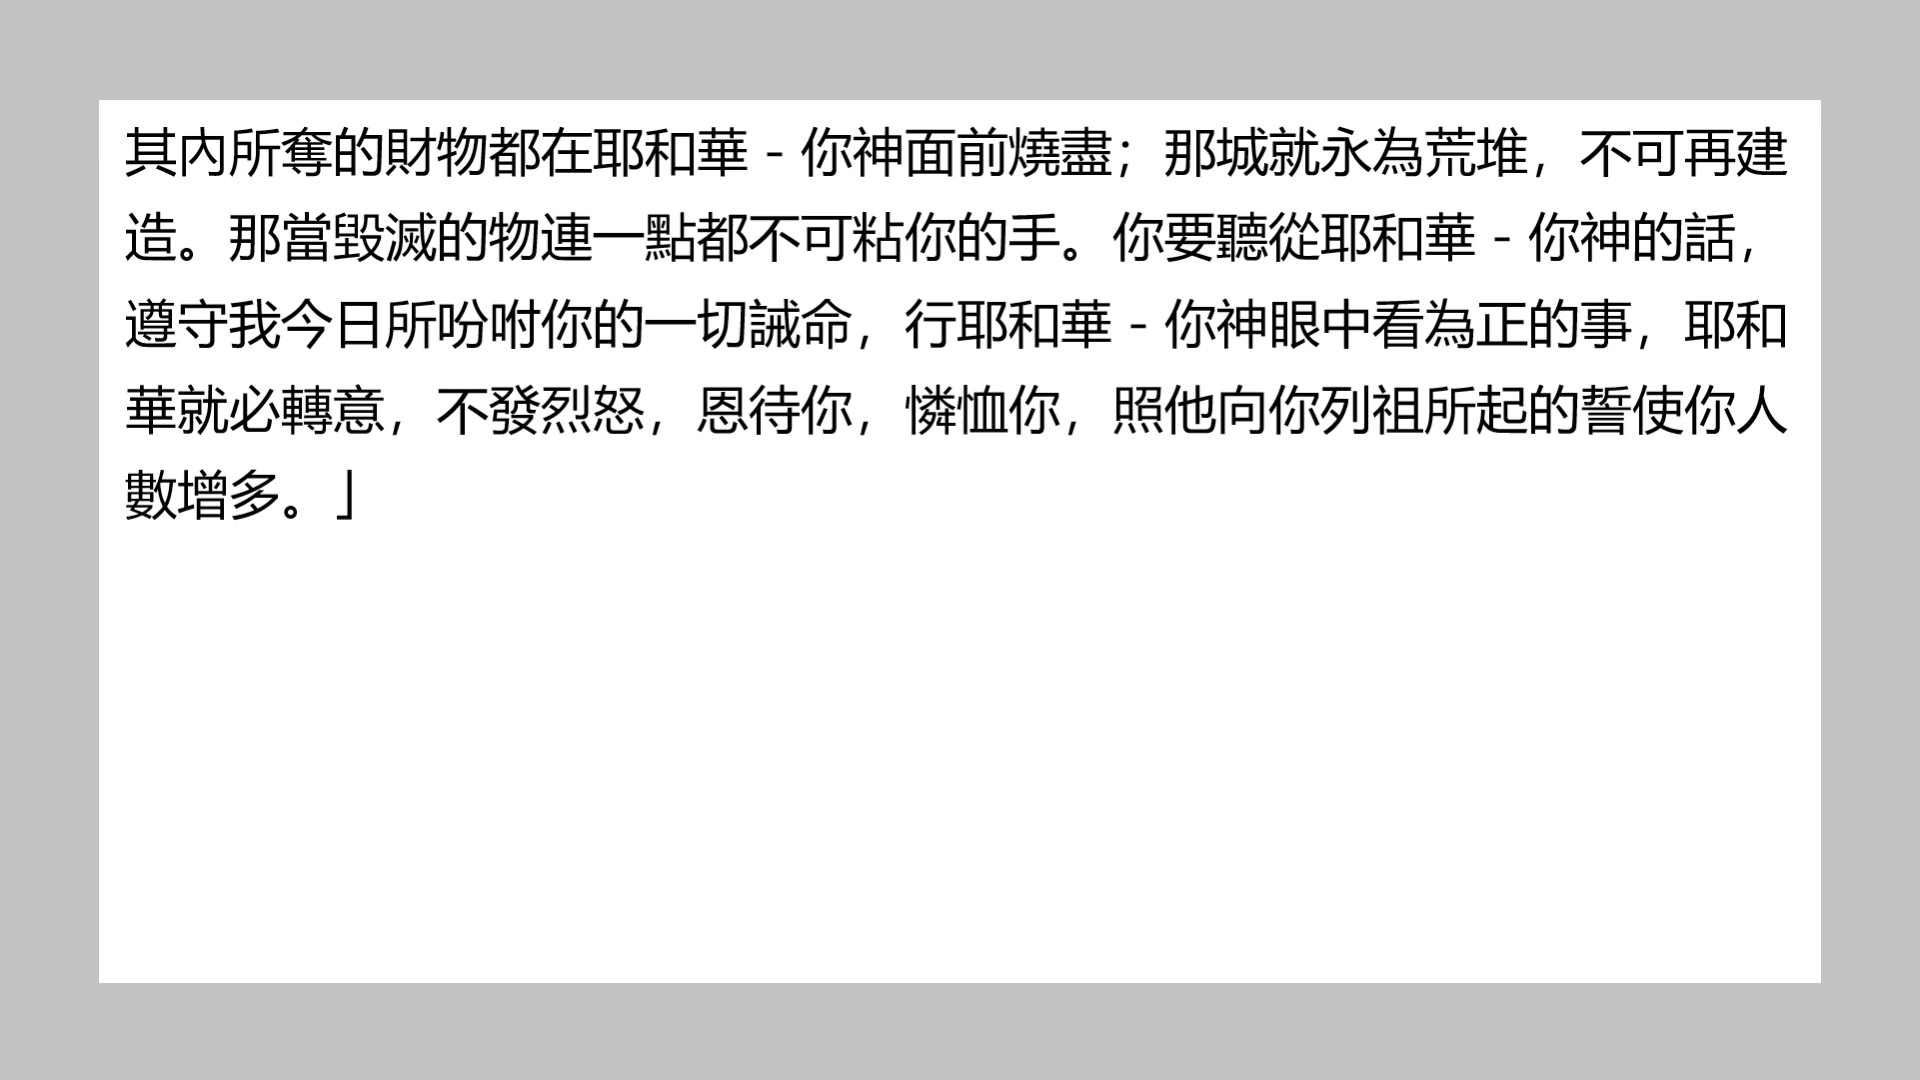 其內所奪的財物都在耶和華－你神面前燒盡；那城就永為荒堆，不可再建
造。那當毀滅的物連一點都不可粘你的手。你要聽從耶和華－你神的話，
遵守我今日所吩咐你的一切誡命，行耶和華－你神眼中看為正的事，耶和
華就必轉意，不發烈怒，恩待你，憐恤你，照他向你列祖所起的誓使你人
數增多。」